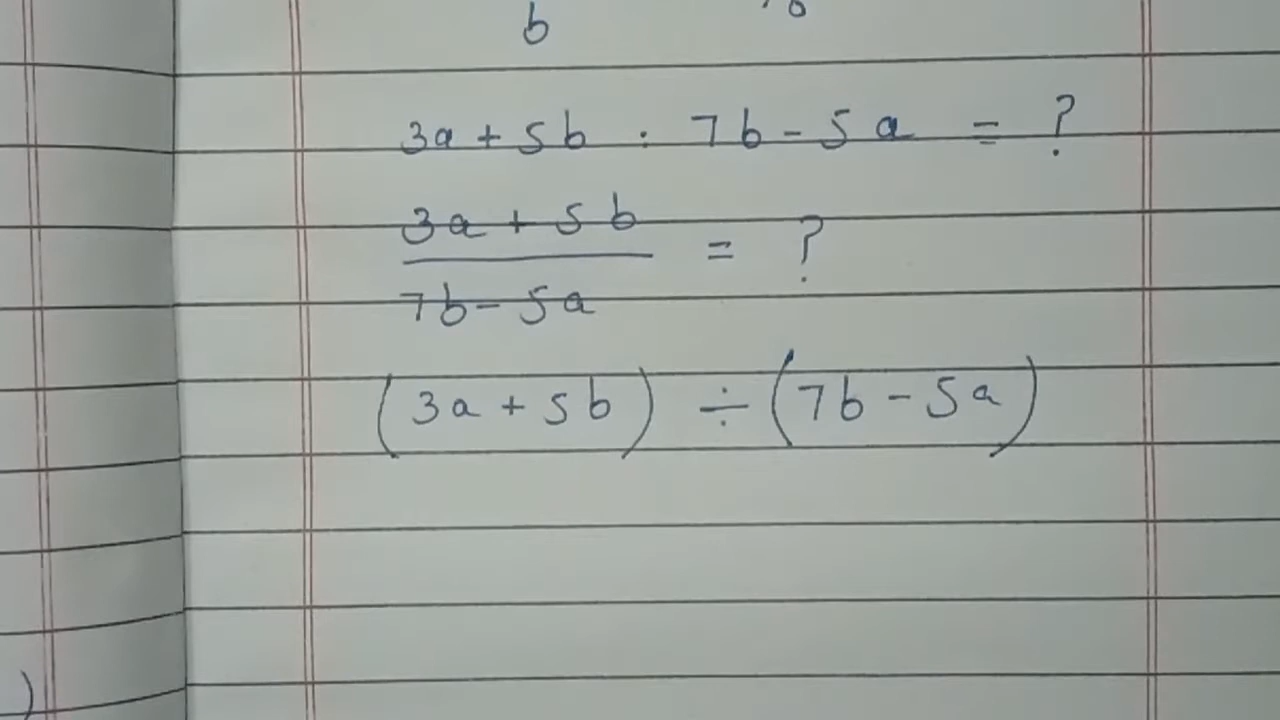 b
3a + 5b : 7b - 5a = ?
3a + 5b
= ?
7b - 5a
(3a + 5b) ÷ (7b - 5a)
)